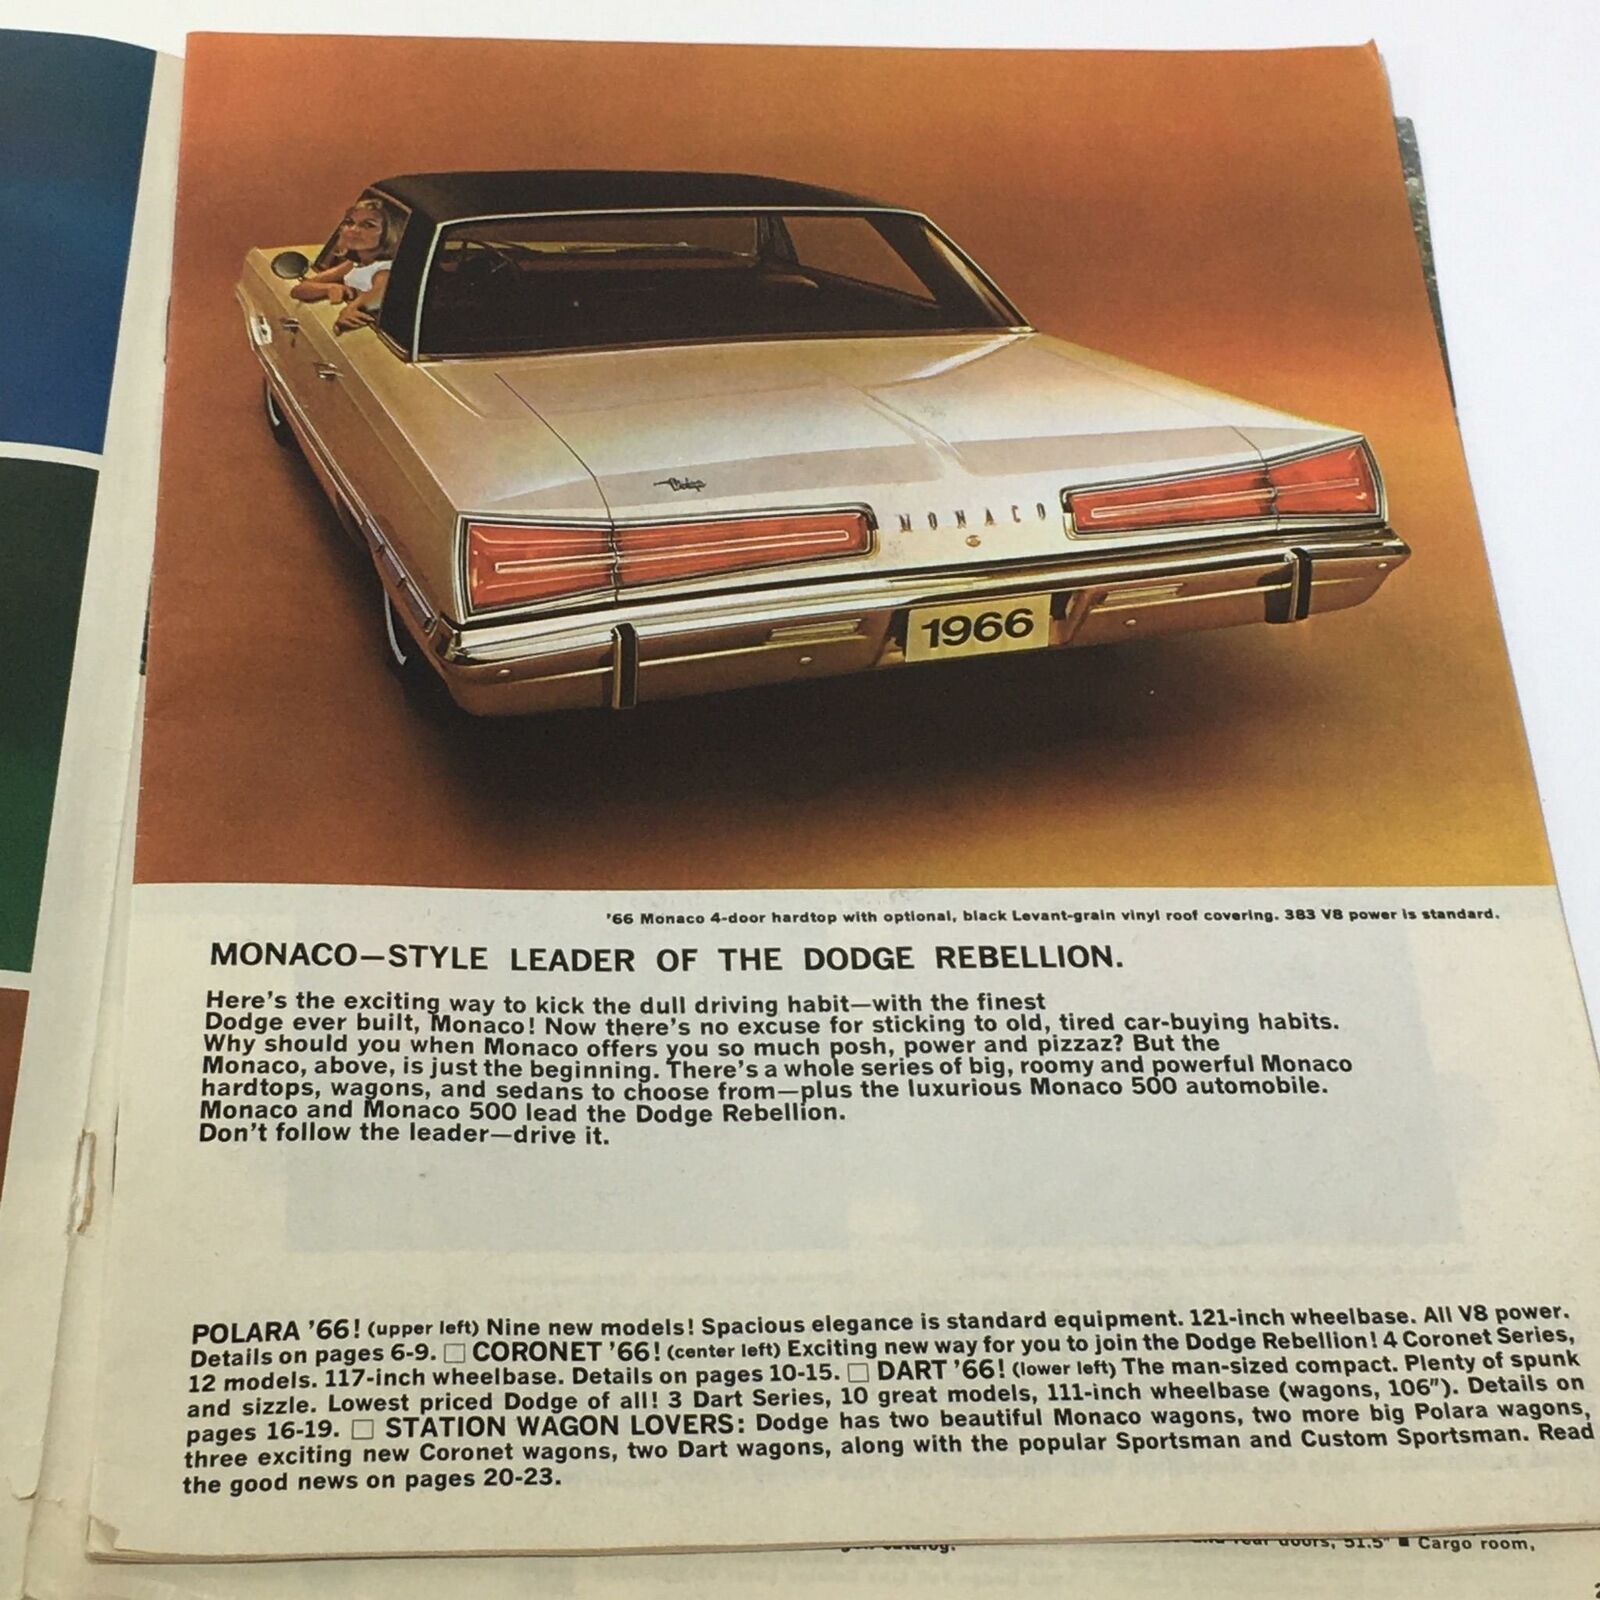 Dodge
MONACO
1966
'66 Monaco 4-door hardtop with optional, black Levant-grain vinyl roof covering. 383 V8 power is standard.
MONACO—STYLE LEADER OF THE DODGE REBELLION.
Here's the exciting way to kick the dull driving habit—with the finest
Dodge ever built, Monaco! Now there's no excuse for sticking to old, tired car-buying habits.
Why should you when Monaco offers you so much posh, power and pizzaz? But the
Monaco, above, is just the beginning. There's a whole series of big, roomy and powerful Monaco
hardtops, wagons, and sedans to choose from—plus the luxurious Monaco 500 automobile.
Monaco and Monaco 500 lead the Dodge Rebellion.
Don't follow the leader—drive it.
POLARA '66! (upper left) Nine new models! Spacious elegance is standard equipment. 121-inch wheelbase. All V8 power.
Details on pages 6-9. □ CORONET '66! (center left) Exciting new way for you to join the Dodge Rebellion! 4 Coronet Series,
12 models. 117-inch wheelbase. Details on pages 10-15. □ DART '66! (lower left) The man-sized compact. Plenty of spunk
and sizzle. Lowest priced Dodge of all! 3 Dart Series, 10 great models, 111-inch wheelbase (wagons, 106"). Details on
pages 16-19. □ STATION WAGON LOVERS: Dodge has two beautiful Monaco wagons, two more big Polara wagons,
three exciting new Coronet wagons, two Dart wagons, along with the popular Sportsman and Custom Sportsman. Read
the good news on pages 20-23.
rear doors, 51.5" ■ Cargo room,